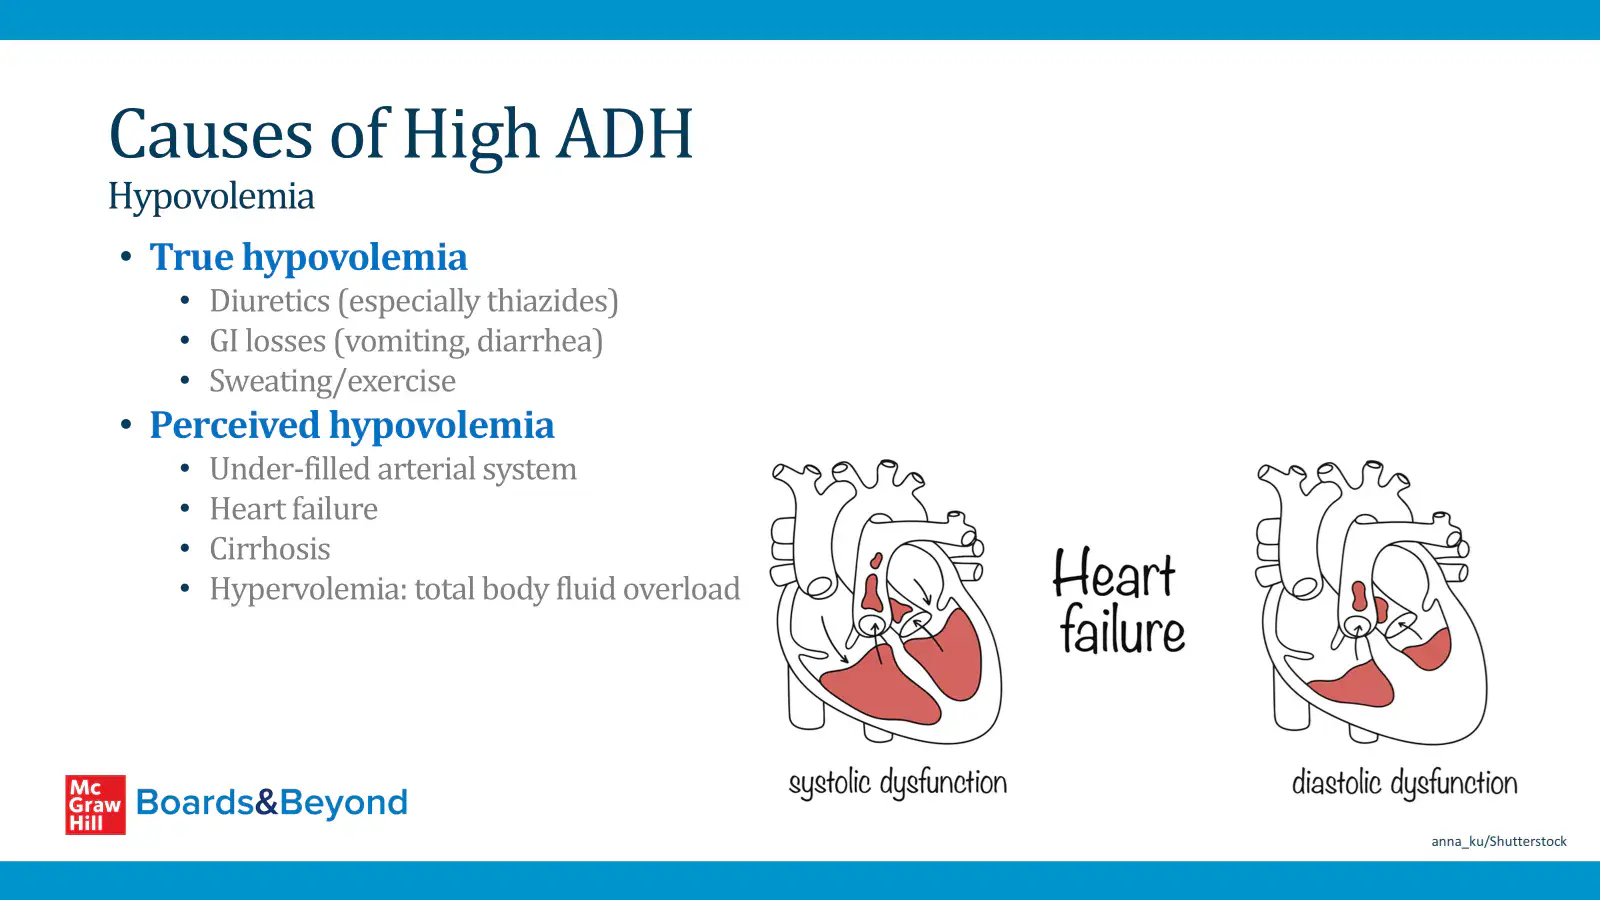 Causes of High ADH
Hypovolemia
• True hypovolemia
• Diuretics (especially thiazides)
• GI losses (vomiting, diarrhea)
• Sweating/exercise
• Perceived hypovolemia
• Under-filled arterial system
• Heart failure
• Cirrhosis
• Hypervolemia: total body fluid overload
Heart
failure
systolic dysfunction
diastolic dysfunction
Mc
Graw
Hill
Boards&Beyond
anna_ku/Shutterstock